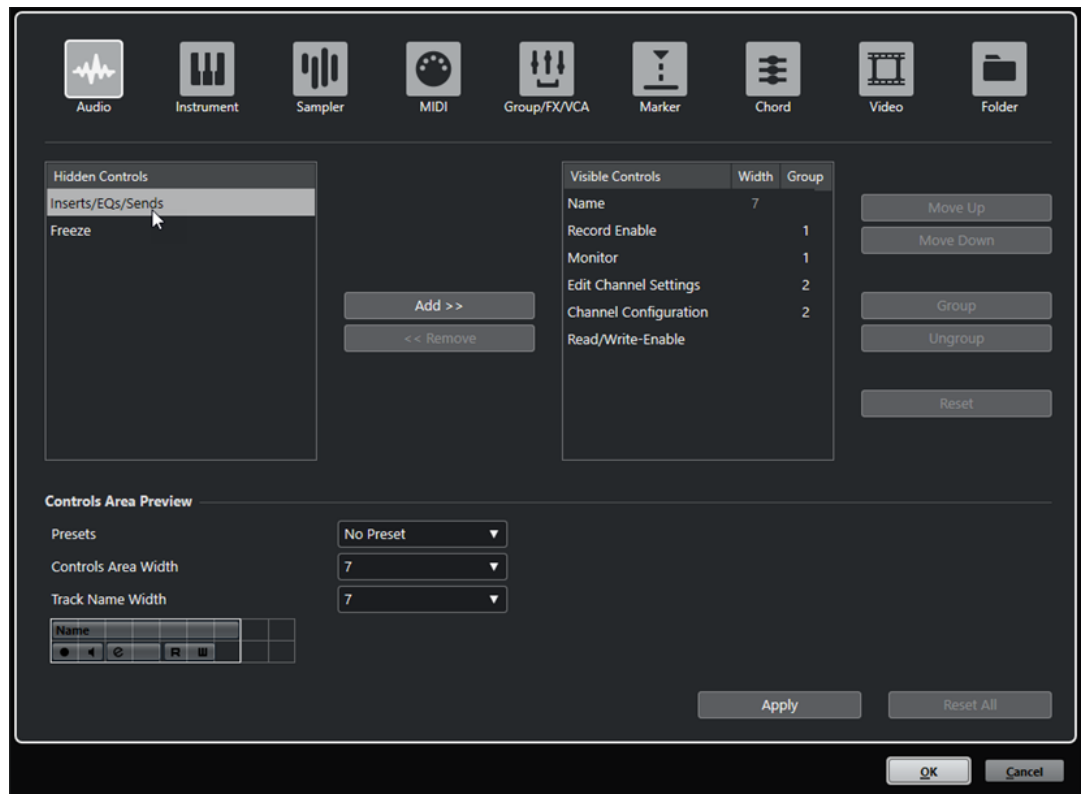 Audio Instrument Sampler MIDI Group/FX/VCA Marker Chord Video Folder
Hidden Controls
Inserts/EQs/Sends
Freeze
Add >>
<< Remove
Visible Controls Width Group
Name 7
Record Enable 1
Monitor 1
Edit Channel Settings 2
Channel Configuration 2
Read/Write-Enable
Move Up
Move Down
Group
Ungroup
Reset
Controls Area Preview
Presets No Preset
Controls Area Width 7
Track Name Width 7
Name
e R W
Apply Reset All
OK Cancel